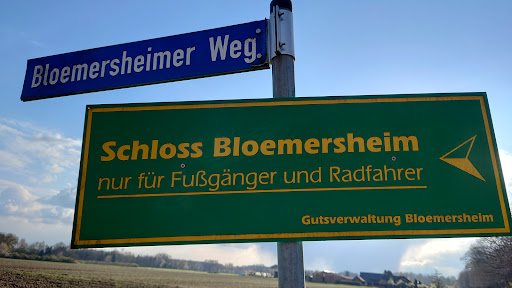 Bloemersheimer Weg
Schloss Bloemersheim
nur für Fußgänger und Radfahrer
Gutsverwaltung Bloemersheim